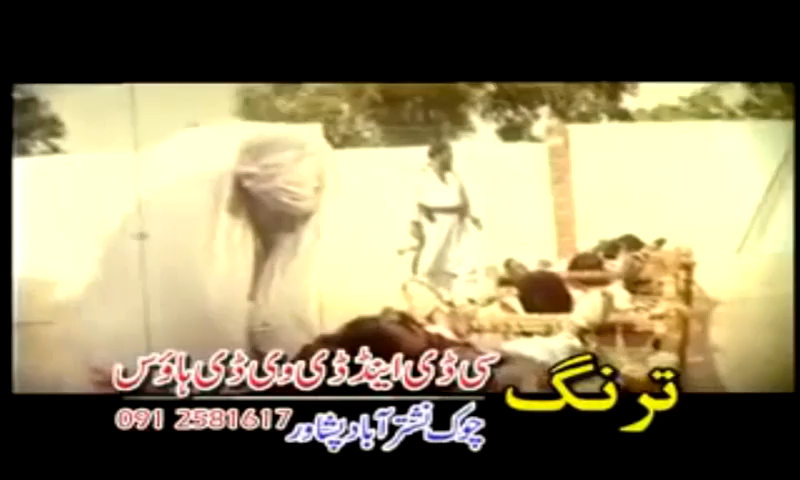 ترنگ
سی ڈی اینڈ ڈی وی ڈی ہاؤس
چوک نشتر آباد پشاور 091 2581617